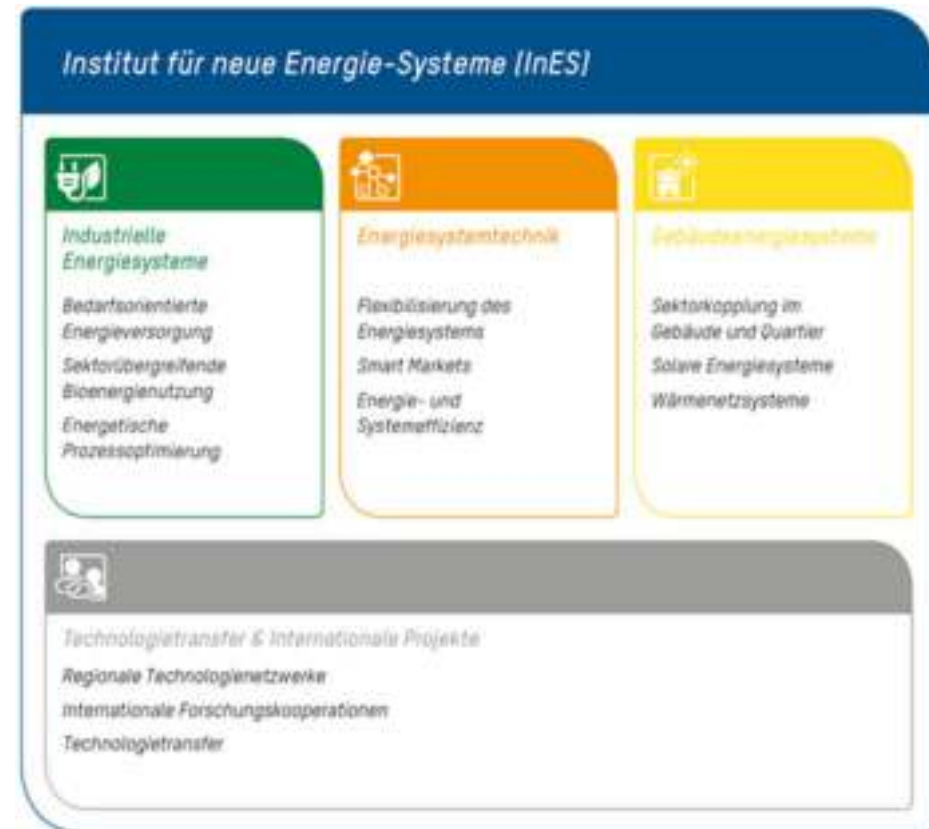 Institut für neue Energie-Systeme (InES)
Industrielle
Energiesysteme
Bedarfsorientierte
Energieversorgung
Sektorübergreifende
Bioenergienutzung
Energetische
Prozessoptimierung
Energiesystemtechnik
Flexibilisierung des
Energiesystems
Smart Markets
Energie- und
Systemeffizienz
Gebäudeenergiesysteme
Sektorkopplung im
Gebäude und Quartier
Solare Energiesysteme
Wärmenetzsysteme
Technologietransfer & Internationale Projekte
Regionale Technologienetzwerke
Internationale Forschungskooperationen
Technologietransfer